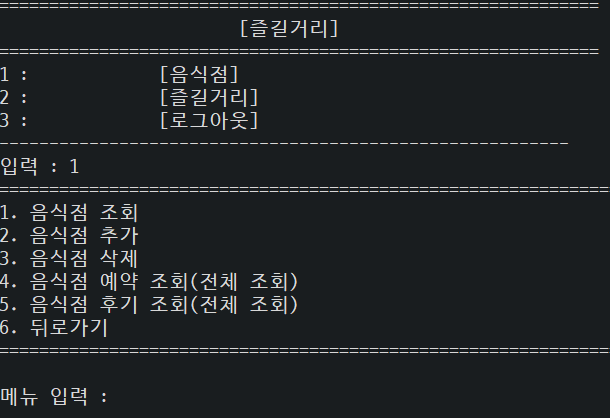 ============================================================
[즐길거리]
============================================================
1 : [음식점]
2 : [즐길거리]
3 : [로그아웃]
---------------------------------------------------------
입력 : 1
=============================================================
1. 음식점 조회
2. 음식점 추가
3. 음식점 삭제
4. 음식점 예약 조회(전체 조회)
5. 음식점 후기 조회(전체 조회)
6. 뒤로가기
=============================================================
메뉴 입력 :